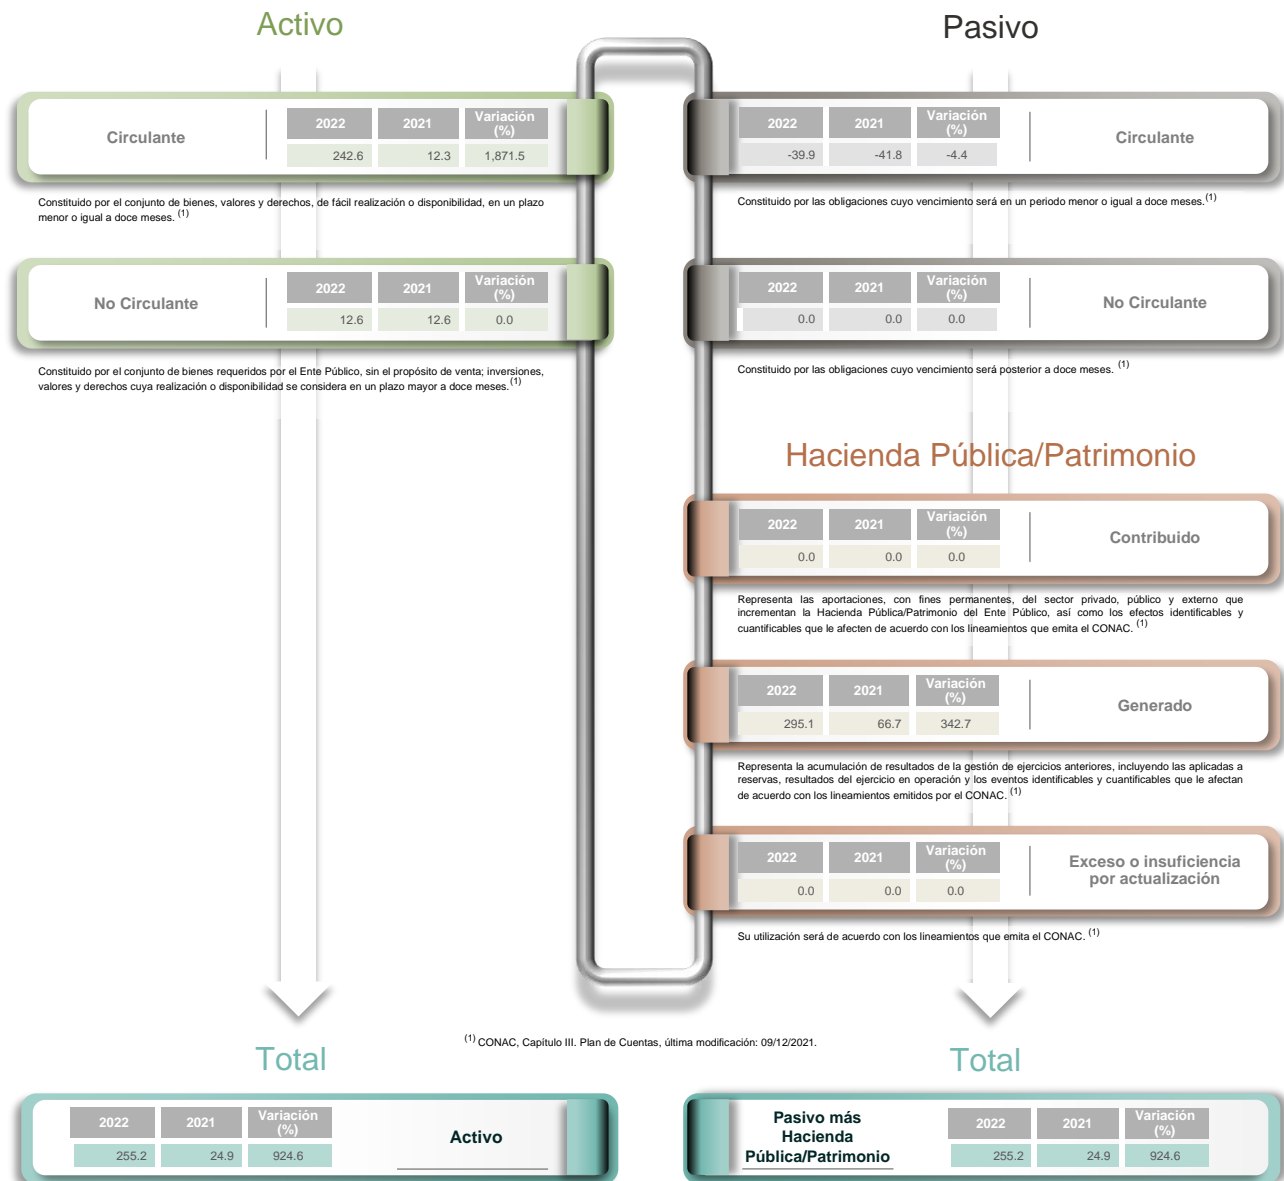 Activo
Circulante
2022 2021 Variación (%)
242.6 12.3 1,871.5
Constituido por el conjunto de bienes, valores y derechos, de fácil realización o disponibilidad, en un plazo
menor o igual a doce meses. (1)
No Circulante
2022 2021 Variación (%)
12.6 12.6 0.0
Constituido por el conjunto de bienes requeridos por el Ente Público, sin el propósito de venta; inversiones,
valores y derechos cuya realización o disponibilidad se considera en un plazo mayor a doce meses. (1)
Pasivo
2022 2021 Variación (%)
-39.9 -41.8 -4.4
Circulante
Constituido por las obligaciones cuyo vencimiento será en un periodo menor o igual a doce meses. (1)
2022 2021 Variación (%)
0.0 0.0 0.0
No Circulante
Constituido por las obligaciones cuyo vencimiento será posterior a doce meses. (1)
Hacienda Pública/Patrimonio
2022 2021 Variación (%)
0.0 0.0 0.0
Contribuido
Representa las aportaciones, con fines permanentes, del sector privado, público y externo que
incrementan la Hacienda Pública/Patrimonio del Ente Público, así como los efectos identificables y
cuantificables que le afecten de acuerdo con los lineamientos que emita el CONAC. (1)
2022 2021 Variación (%)
295.1 66.7 342.7
Generado
Representa la acumulación de resultados de la gestión de ejercicios anteriores, incluyendo las aplicadas a
reservas, resultados del ejercicio en operación y los eventos identificables y cuantificables que le afectan
de acuerdo con los lineamientos emitidos por el CONAC. (1)
2022 2021 Variación (%)
0.0 0.0 0.0
Exceso o insuficiencia
por actualización
Su utilización será de acuerdo con los lineamientos que emita el CONAC. (1)
(1) CONAC, Capítulo III. Plan de Cuentas, última modificación: 09/12/2021.
Total
2022 2021 Variación (%)
255.2 24.9 924.6
Activo
Total
Pasivo más
Hacienda
Pública/Patrimonio
2022 2021 Variación (%)
255.2 24.9 924.6